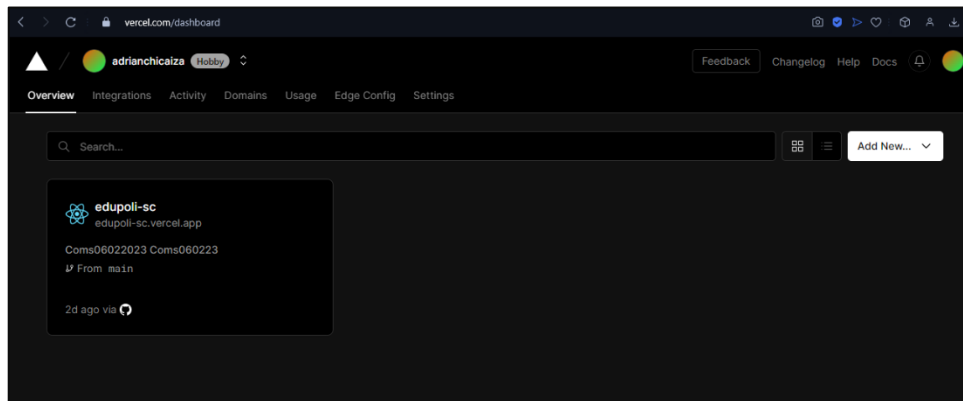 vercel.com/dashboard
adrianchicaiza Hobby Feedback Changelog Help Docs
Overview Integrations Activity Domains Usage Edge Config Settings
Search... Add New...
edupoli-sc
edupoli-sc.vercel.app
Coms06022023 Coms060223
From main
2d ago via